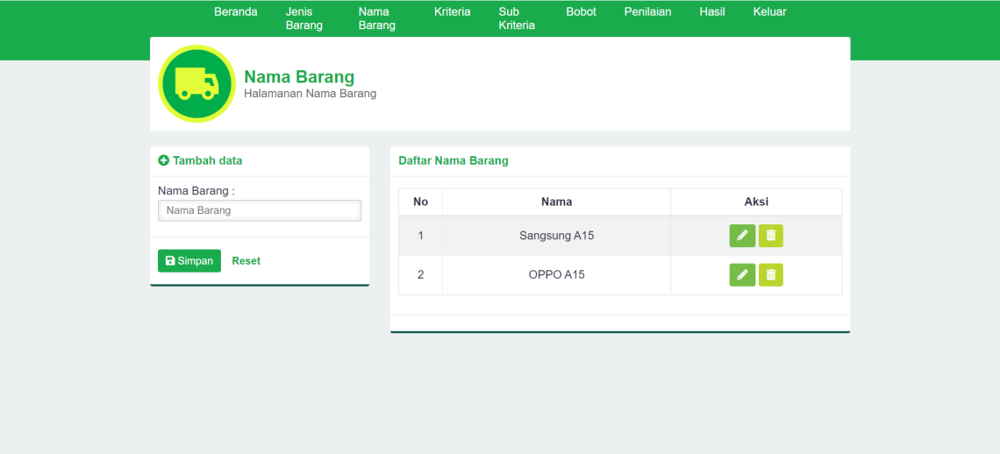 Beranda Jenis Barang Nama Barang Kriteria Sub Kriteria Bobot Penilaian Hasil Keluar
Nama Barang
Halamanan Nama Barang
Tambah data
Nama Barang :
Nama Barang
Simpan Reset
Daftar Nama Barang
No Nama Aksi
1 Sangsung A15
2 OPPO A15